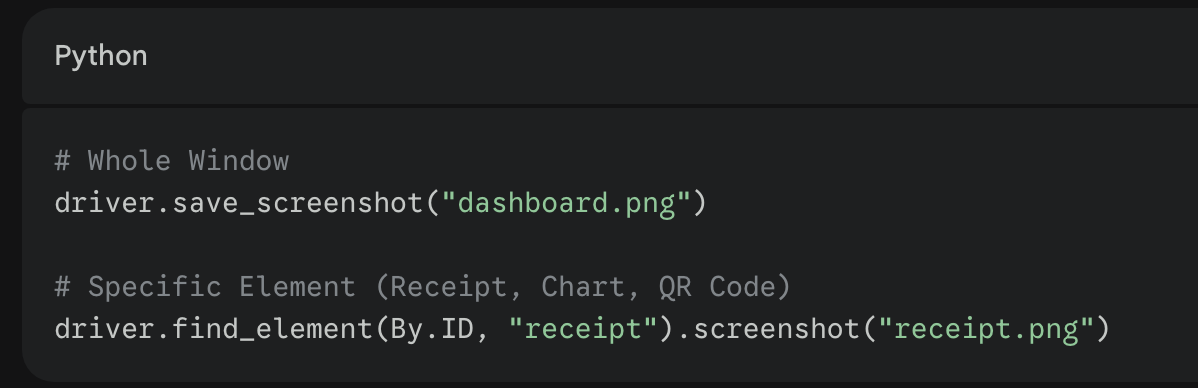 Python
# Whole Window
driver.save_screenshot("dashboard.png")
# Specific Element (Receipt, Chart, QR Code)
driver.find_element(By.ID, "receipt").screenshot("receipt.png")